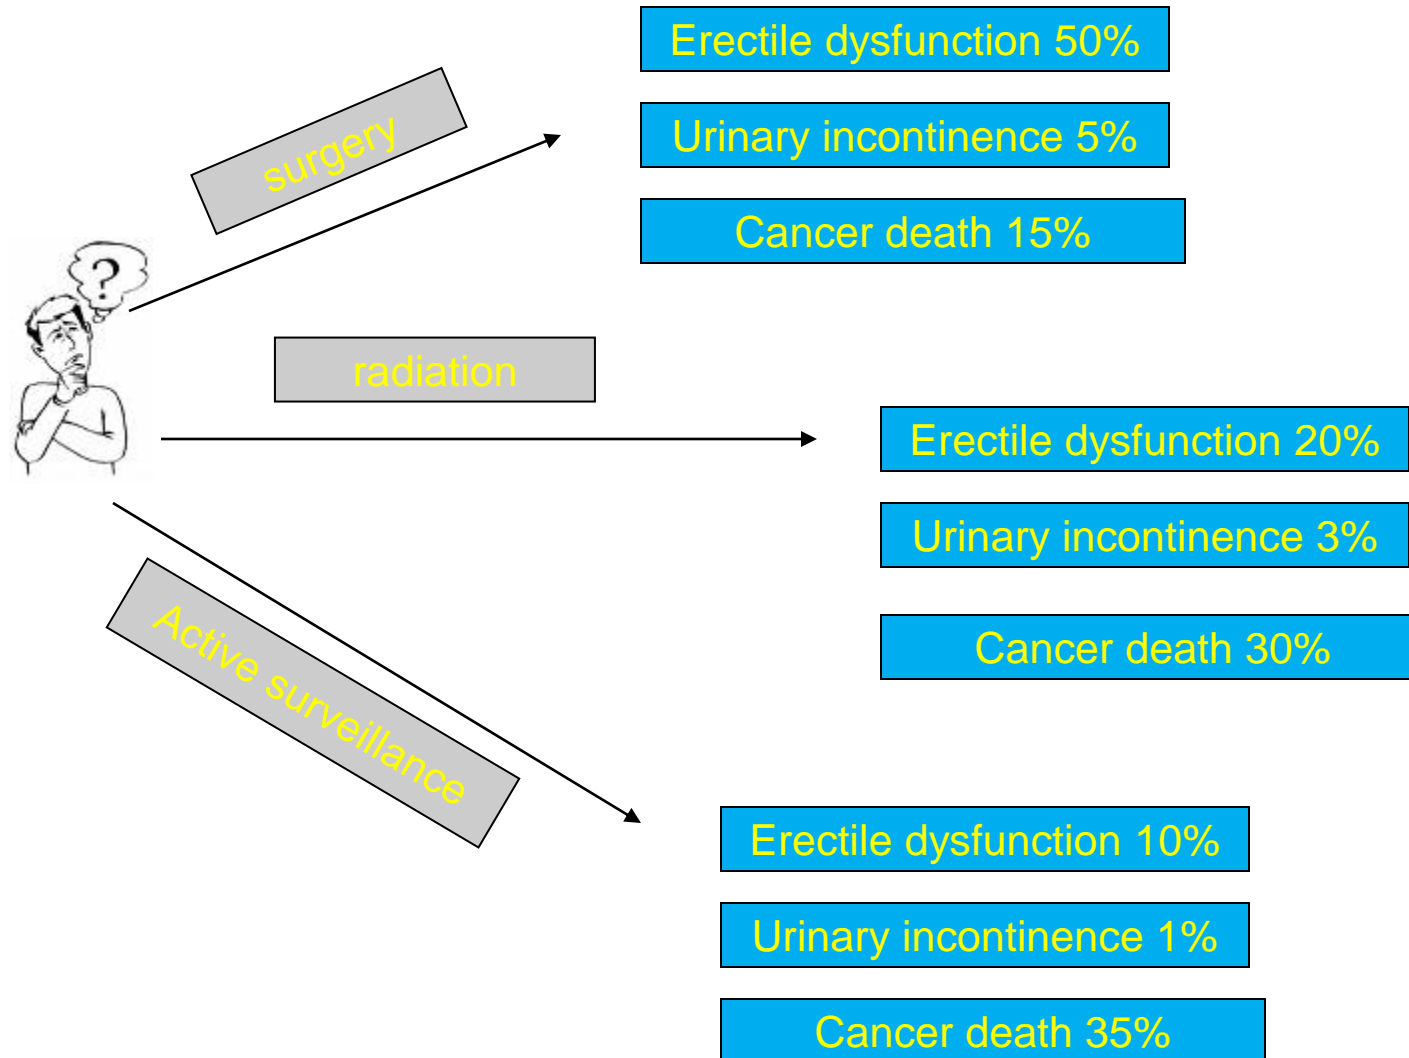 surgery
Erectile dysfunction 50%
Urinary incontinence 5%
Cancer death 15%
?
radiation
Erectile dysfunction 20%
Urinary incontinence 3%
Cancer death 30%
Active surveillance
Erectile dysfunction 10%
Urinary incontinence 1%
Cancer death 35%